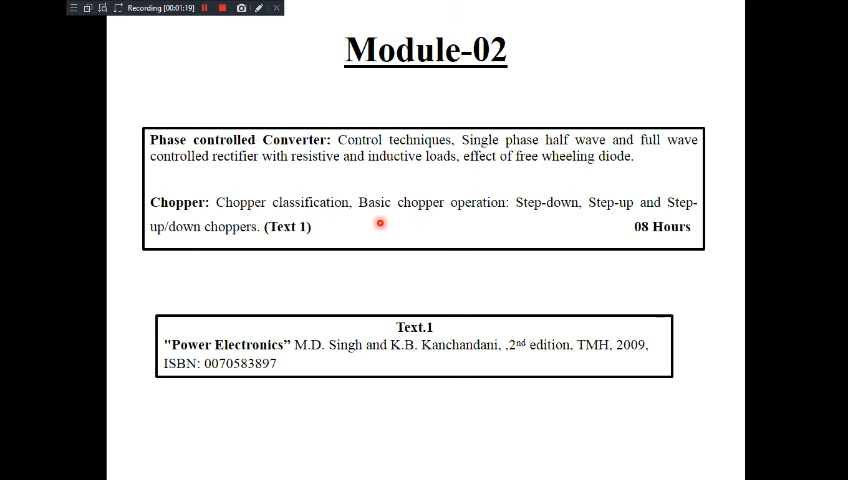 Recording [00:01:19]
Module-02
Phase controlled Converter: Control techniques, Single phase half wave and full wave
controlled rectifier with resistive and inductive loads, effect of free wheeling diode.
Chopper: Chopper classification, Basic chopper operation: Step-down, Step-up and Step-
up/down choppers. (Text 1) 08 Hours
Text.1
"Power Electronics” M.D. Singh and K.B. Kanchandani, ,2nd edition, TMH, 2009,
ISBN: 0070583897